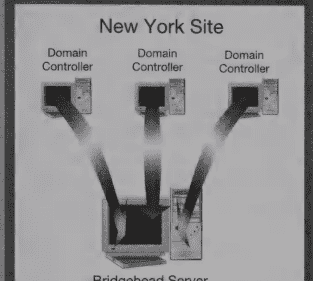 New York Site
Domain Domain Domain
Controller Controller Controller
Bridgehead Server